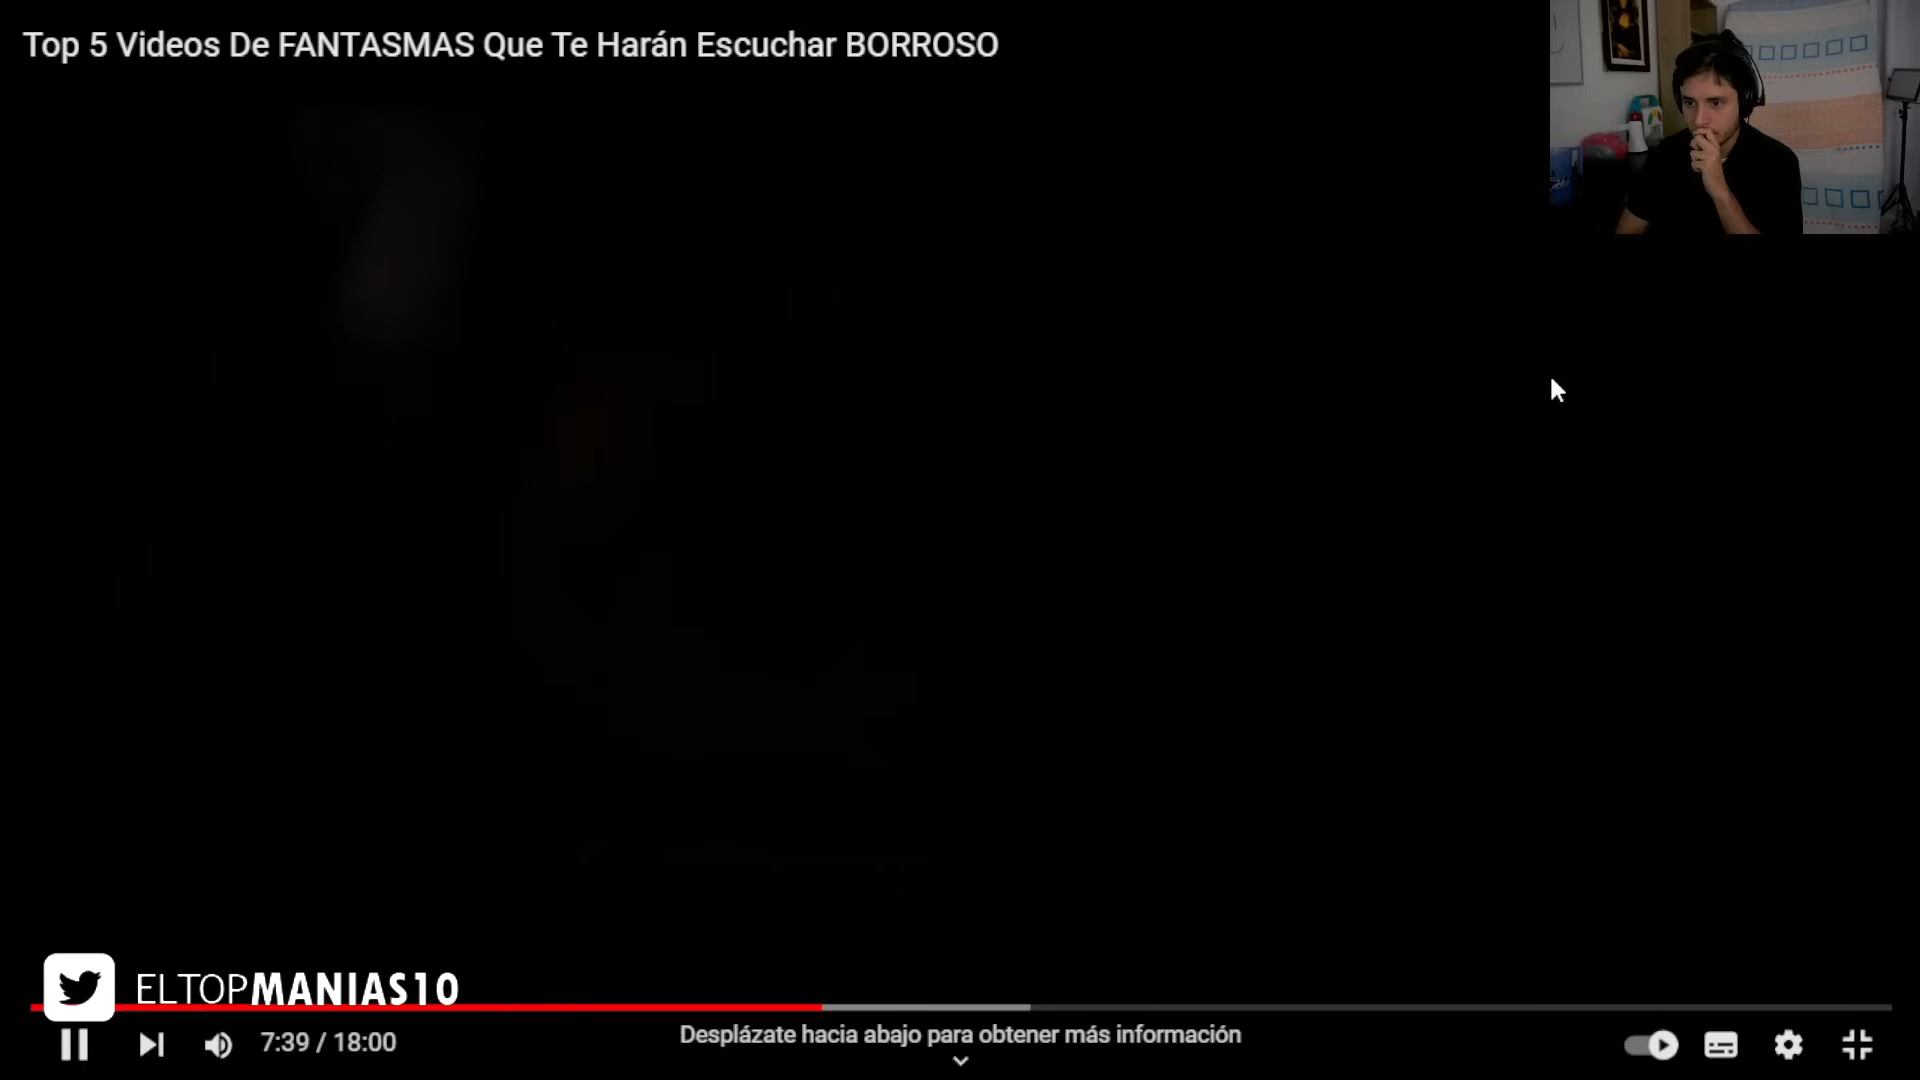 Top 5 Videos De FANTASMAS Que Te Harán Escuchar BORROSO
ELTOPMANIAS10
7:39 / 18:00
Desplázate hacia abajo para obtener más información